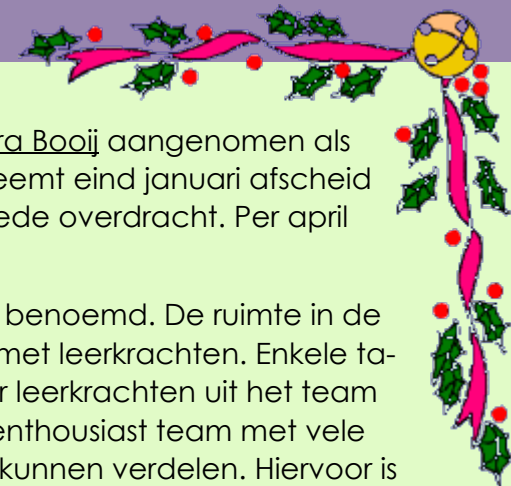 ra Booij aangenomen als
eemt eind januari afscheid
ede overdracht. Per april
benoemd. De ruimte in de
met leerkrachten. Enkele ta-
r leerkrachten uit het team
enthousiast team met vele
kunnen verdelen. Hiervoor is